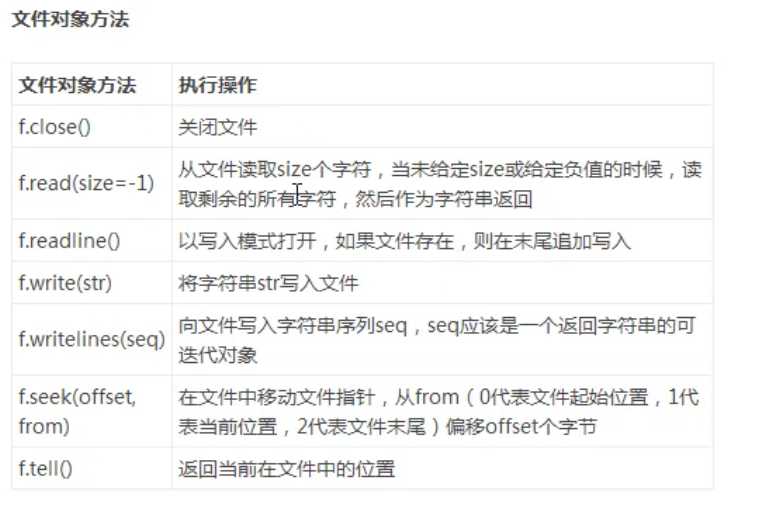 文件对象方法
文件对象方法 执行操作
f.close() 关闭文件
f.read(size=-1) 从文件读取size个字符，当未给定size或给定负值的时候，读
取剩余的所有字符，然后作为字符串返回
f.readline() 以写入模式打开，如果文件存在，则在末尾追加写入
f.write(str) 将字符串str写入文件
f.writelines(seq) 向文件写入字符串序列seq，seq应该是一个返回字符串的可
迭代对象
f.seek(offset, 在文件中移动文件指针，从from（0代表文件起始位置，1代
from) 表当前位置，2代表文件末尾）偏移offset个字节
f.tell() 返回当前在文件中的位置